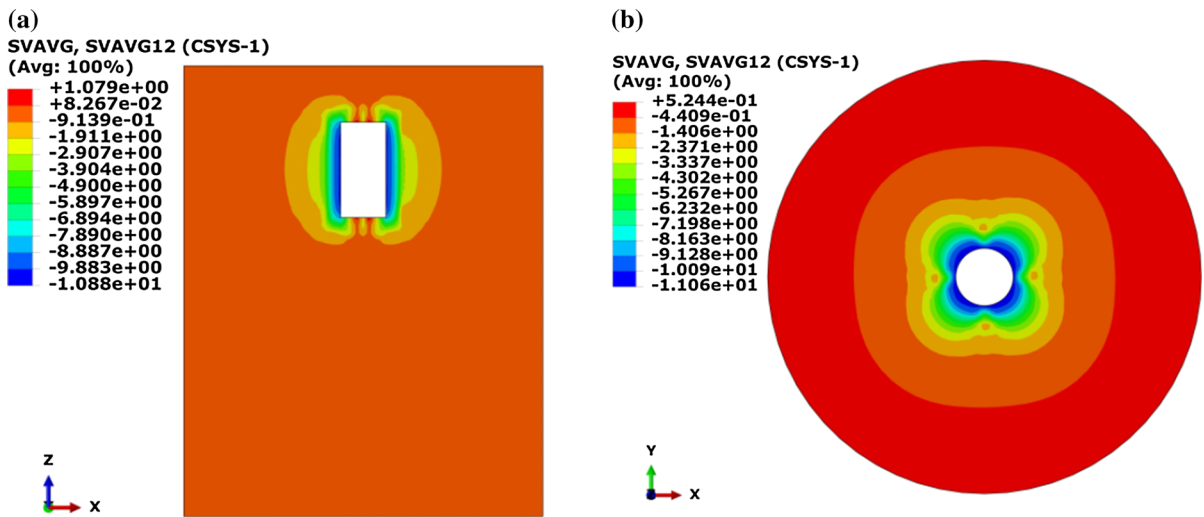 (a)
SVAVG, SVAVG12 (CSYS-1)
(Avg: 100%)
+1.079e+00
+8.267e-02
-9.139e-01
-1.911e+00
-2.907e+00
-3.904e+00
-4.900e+00
-5.897e+00
-6.894e+00
-7.890e+00
-8.887e+00
-9.883e+00
-1.088e+01
Z
X
(b)
SVAVG, SVAVG12 (CSYS-1)
(Avg: 100%)
+5.244e-01
-4.409e-01
-1.406e+00
-2.371e+00
-3.337e+00
-4.302e+00
-5.267e+00
-6.232e+00
-7.198e+00
-8.163e+00
-9.128e+00
-1.009e+01
-1.106e+01
Y
X